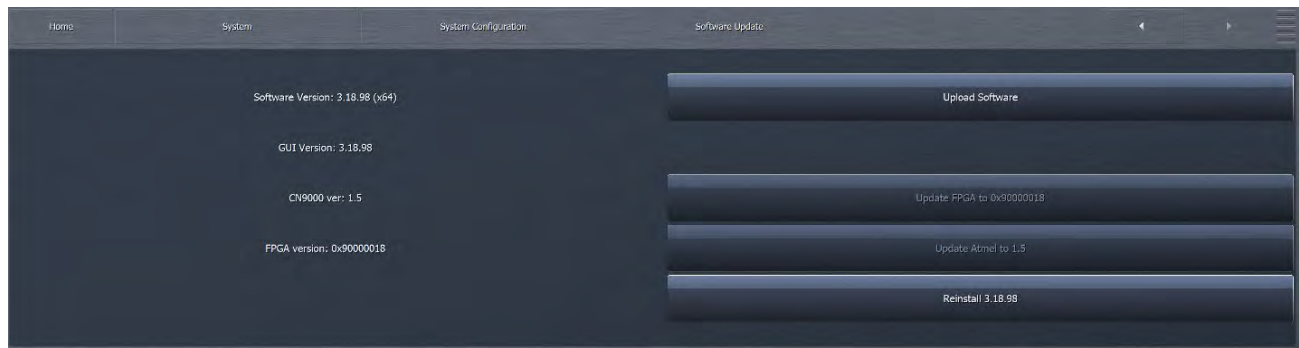 Home System System Configuration Software Update
Software Version: 3.18.98 (x64) Upload Software
GUI Version: 3.18.98
CN9000 ver: 1.5 Update FPGA to 0x90000018
FPGA version: 0x90000018 Update Atmel to 1.5
Reinstall 3.18.98